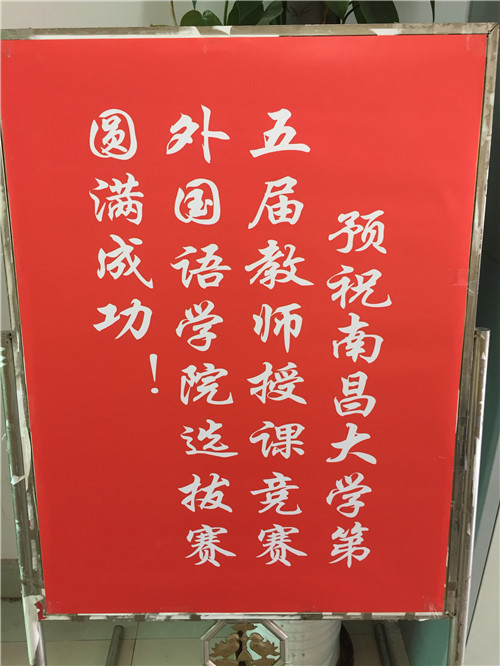 预祝南昌大学第
五届教师授课竞赛
外国语学院选拔赛
圆满成功！